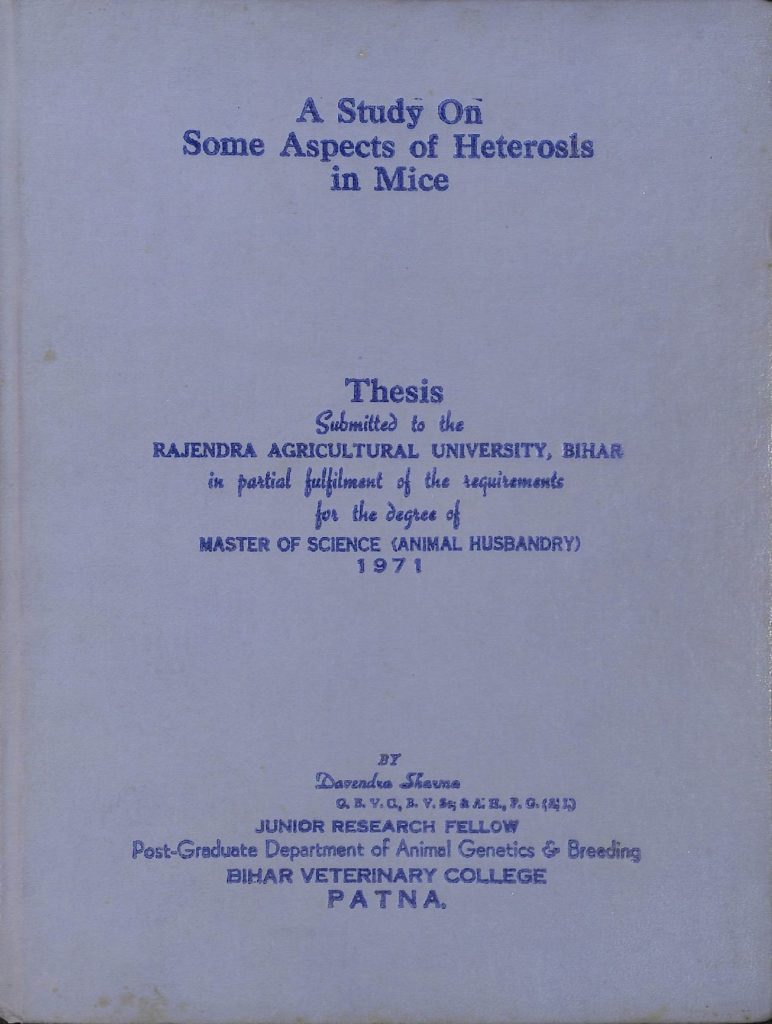 A Study On
Some Aspects of Heterosis
in Mice
Thesis
Submitted to the
RAJENDRA AGRICULTURAL UNIVERSITY, BIHAR
in partial fulfilment of the requirements
for the degree of
MASTER OF SCIENCE (ANIMAL HUSBANDRY)
1971
BY
Davendra Sharma
G. B. V. C., B. V. Sc; & A. H., P. G.
JUNIOR RESEARCH FELLOW
Post-Graduate Department of Animal Genetics & Breeding
BIHAR VETERINARY COLLEGE
PATNA.